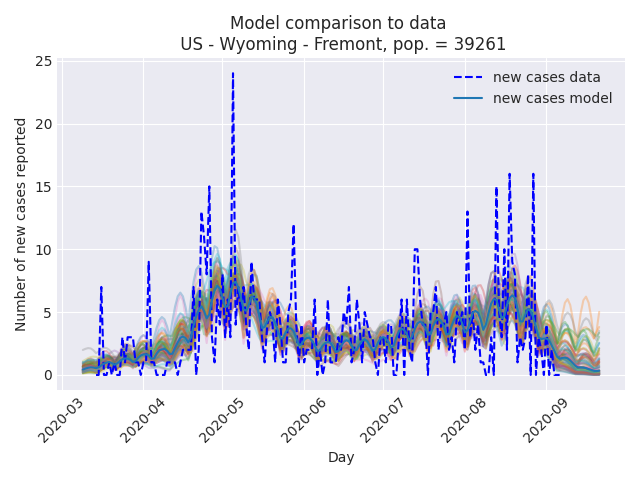 Model comparison to data
US - Wyoming - Fremont, pop. = 39261
new cases data
new cases model
Number of new cases reported
25
20
15
10
5
0
2020-03
2020-04
2020-05
2020-06
2020-07
2020-08
2020-09
Day